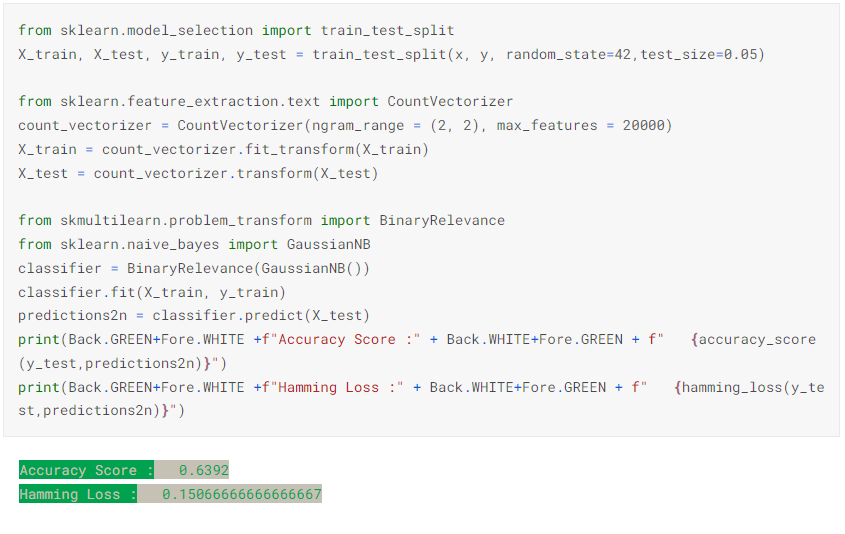 from sklearn.model_selection import train_test_split
X_train, X_test, y_train, y_test = train_test_split(x, y, random_state=42,test_size=0.05)
from sklearn.feature_extraction.text import CountVectorizer
count_vectorizer = CountVectorizer(ngram_range = (2, 2), max_features = 20000)
X_train = count_vectorizer.fit_transform(X_train)
X_test = count_vectorizer.transform(X_test)
from skmultilearn.problem_transform import BinaryRelevance
from sklearn.naive_bayes import GaussianNB
classifier = BinaryRelevance(GaussianNB())
classifier.fit(X_train, y_train)
predictions2n = classifier.predict(X_test)
print(Back.GREEN+Fore.WHITE +f"Accuracy Score :" + Back.WHITE+Fore.GREEN + f"   {accuracy_score
(y_test,predictions2n)}")
print(Back.GREEN+Fore.WHITE +f"Hamming Loss :" + Back.WHITE+Fore.GREEN + f"   {hamming_loss(y_te
st,predictions2n)}")
Accuracy Score :   0.6392
Hamming Loss :   0.15066666666666667